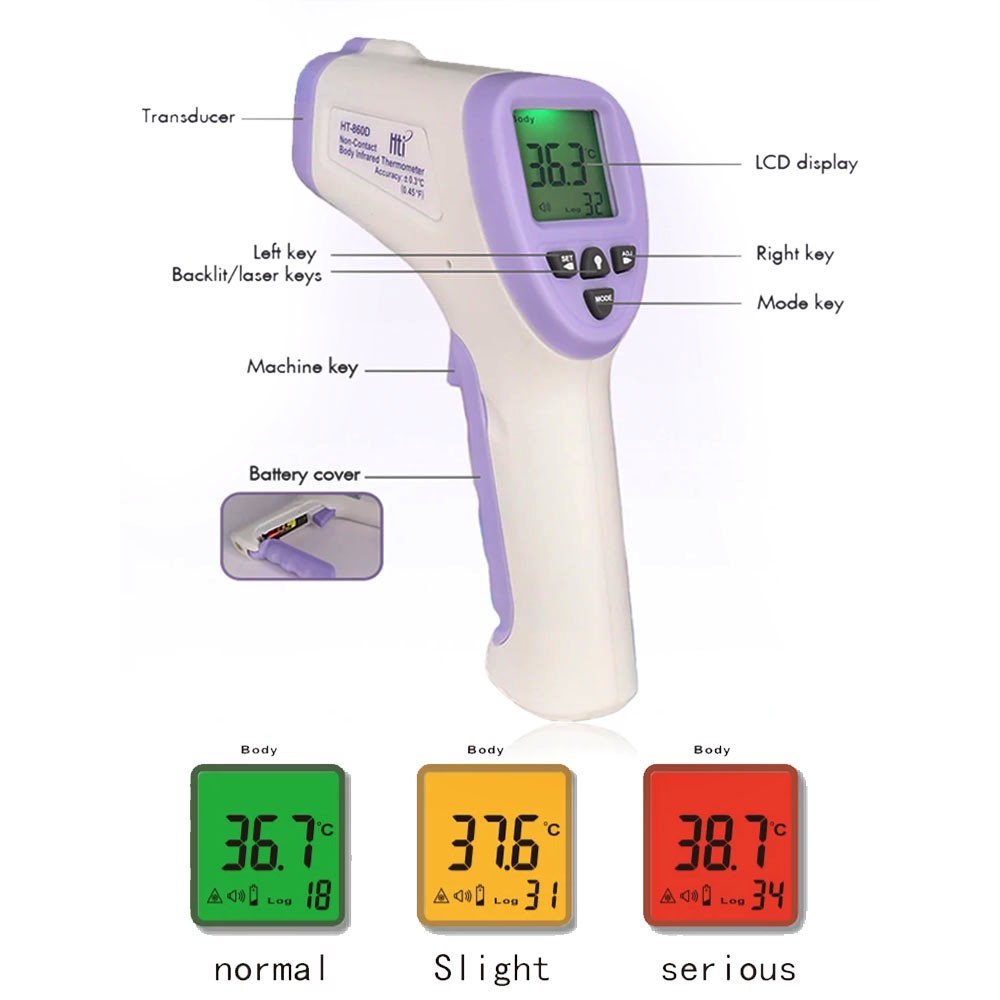 Transducer
HT-860D
Hti
Non-Contact
Body Infrared Thermometer
Accuracy: ±0.3°C
(0.45°F)
Body
36.3°C
Log 32
LCD display
Left key
SET
ADJ
Right key
Backlit/laser keys
MODE
Mode key
Machine key
Battery cover
Body
36.7°C
Log 18
normal
Body
37.6°C
Log 31
Slight
Body
38.7°C
Log 34
serious